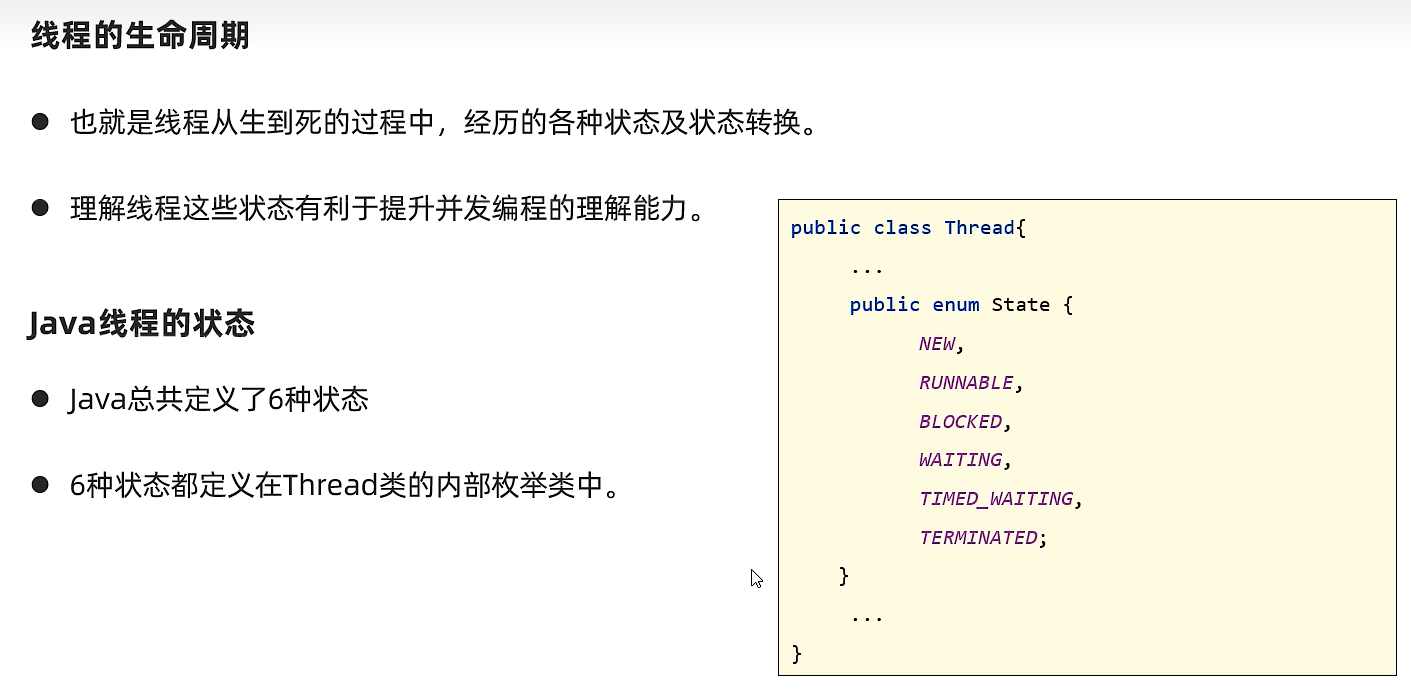 线程的生命周期
● 也就是线程从生到死的过程中，经历的各种状态及状态转换。
● 理解线程这些状态有利于提升并发编程的理解能力。
Java线程的状态
● Java总共定义了6种状态
● 6种状态都定义在Thread类的内部枚举类中。
public class Thread{
...
public enum State {
NEW,
RUNNABLE,
BLOCKED,
WAITING,
TIMED_WAITING,
TERMINATED;
}
...
}